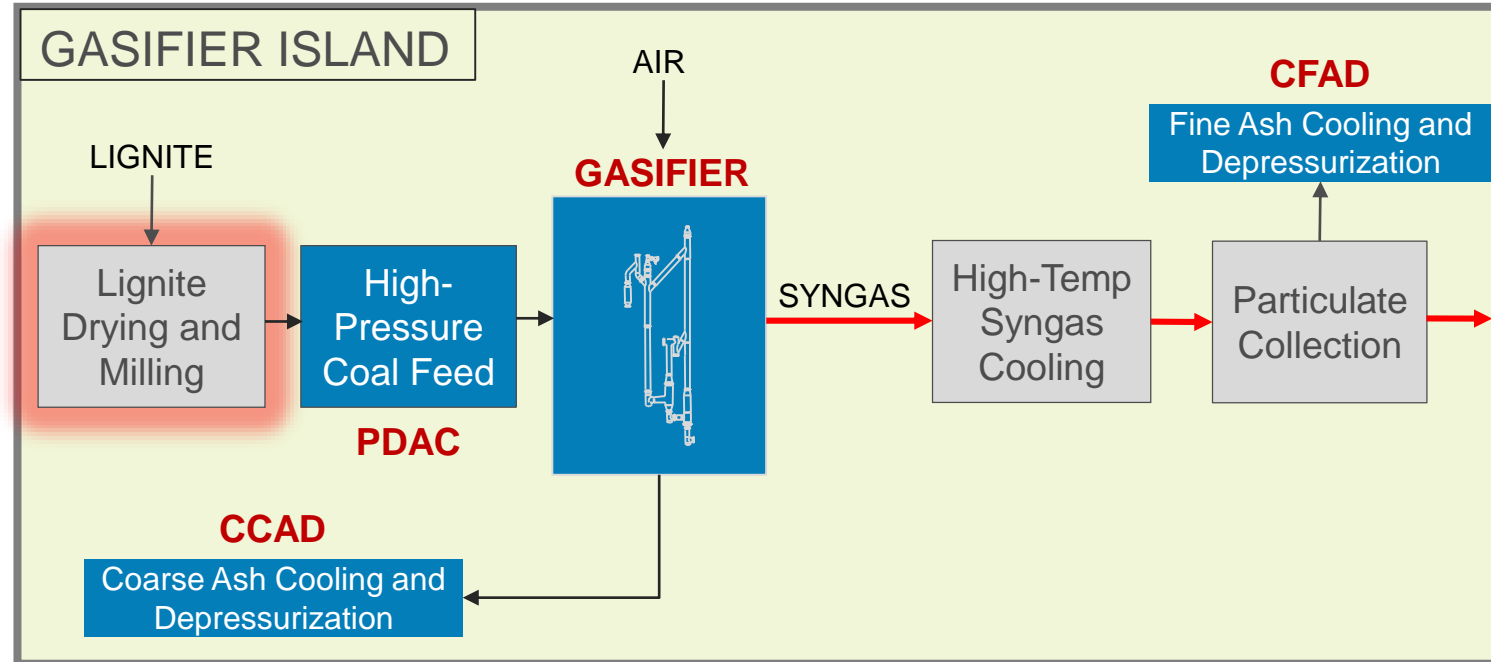 GASIFIER ISLAND
AIR
CFAD
Fine Ash Cooling and
Depressurization
LIGNITE
GASIFIER
Lignite
Drying and
Milling
High-
Pressure
Coal Feed
PDAC
SYNGAS
High-Temp
Syngas
Cooling
Particulate
Collection
CCAD
Coarse Ash Cooling and
Depressurization